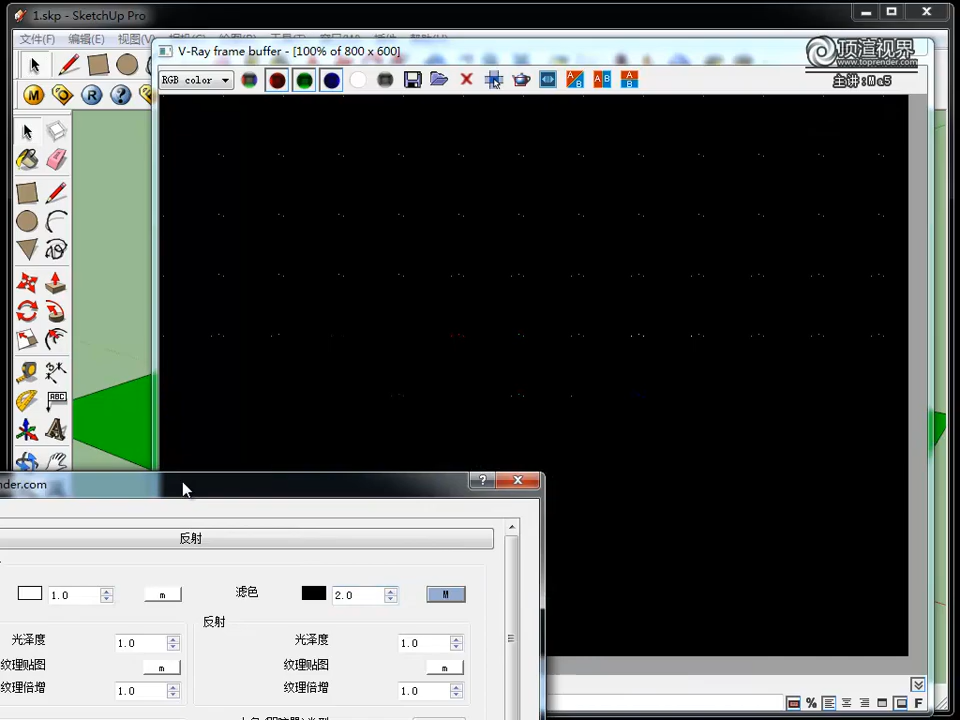 1.skp - SketchUp Pro
文件(F) 编辑(E)
V-Ray frame buffer - [100% of 800 x 600]
顶渲视界
www.toprender.com
主讲:Ma5
RGB color
M R ?
A B
A B
A B
ABC
nder.com
?
反射
1.0 m 滤色 2.0 M
反射
光泽度 1.0 光泽度 1.0
纹理贴图 m 纹理贴图 m
纹理倍增 1.0 纹理倍增 1.0
% F